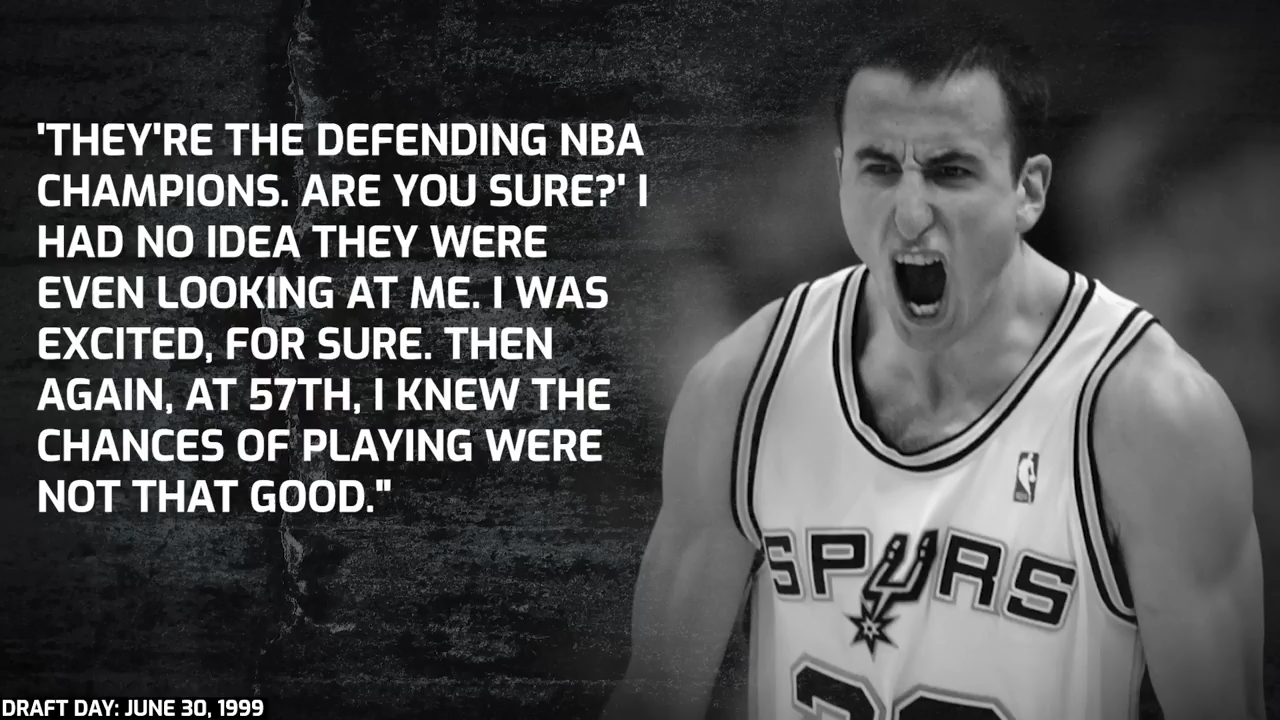 'THEY'RE THE DEFENDING NBA
CHAMPIONS. ARE YOU SURE?' I
HAD NO IDEA THEY WERE
EVEN LOOKING AT ME. I WAS
EXCITED, FOR SURE. THEN
AGAIN, AT 57TH, I KNEW THE
CHANCES OF PLAYING WERE
NOT THAT GOOD."
SPURS
DRAFT DAY: JUNE 30, 1999